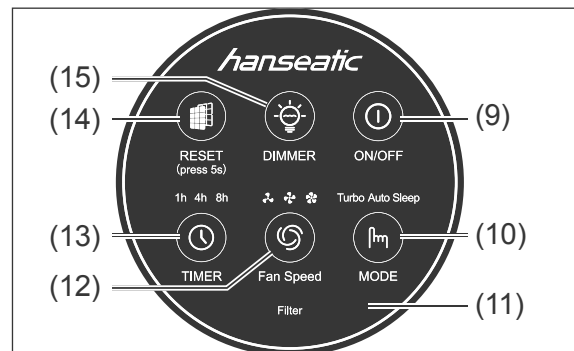 hanseatic
(15)
(14)
(9)
RESET
(press 5s)
DIMMER
ON/OFF
1h 4h 8h
Turbo Auto Sleep
(13)
(10)
(12)
TIMER
Fan Speed
MODE
(11)
Filter